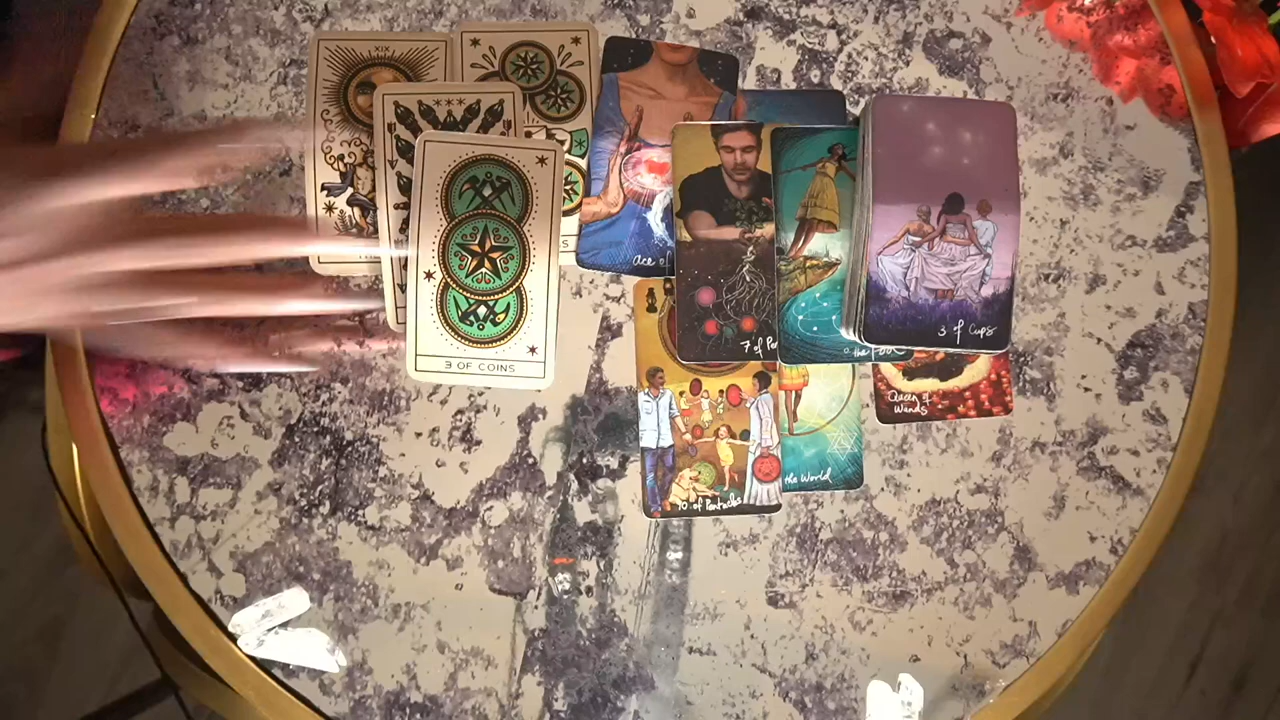 XIX
3 OF COINS
Ace of
7 of
the Fool
3 of Cups
Queen of
Wands
the World
10 of Pentacles